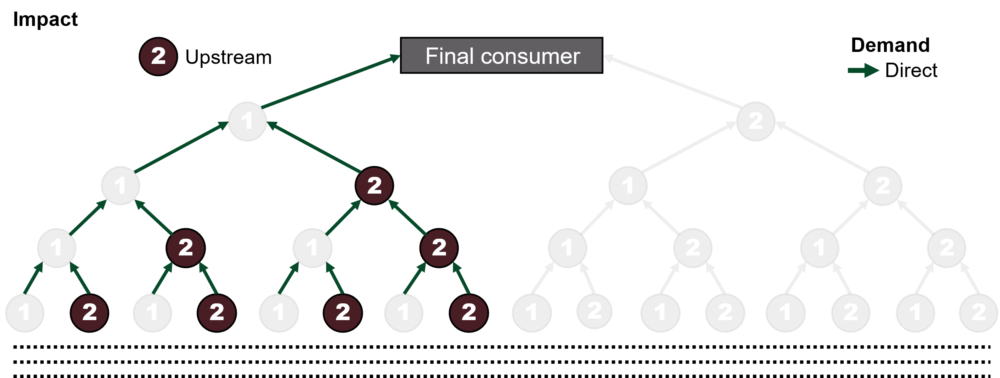 Impact
2 Upstream
Final consumer
Demand
Direct
1 2
1 2 1 2
1 2 1 2 1 2 1 2
1 2 1 2 1 2 1 2 1 2 1 2 1 2 1 2